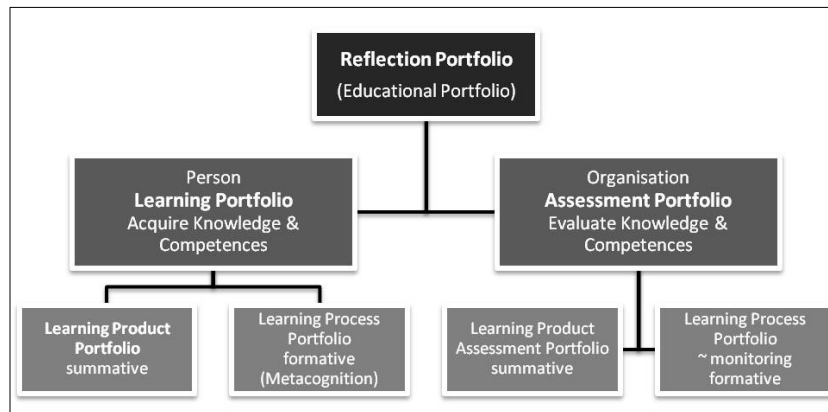 Reflection Portfolio
(Educational Portfolio)
Person
Learning Portfolio
Acquire Knowledge &
Competences
Organisation
Assessment Portfolio
Evaluate Knowledge &
Competences
Learning Product
Portfolio
summative
Learning Process
Portfolio
formative
(Metacognition)
Learning Product
Assessment Portfolio
summative
Learning Process
Portfolio
~ monitoring
formative